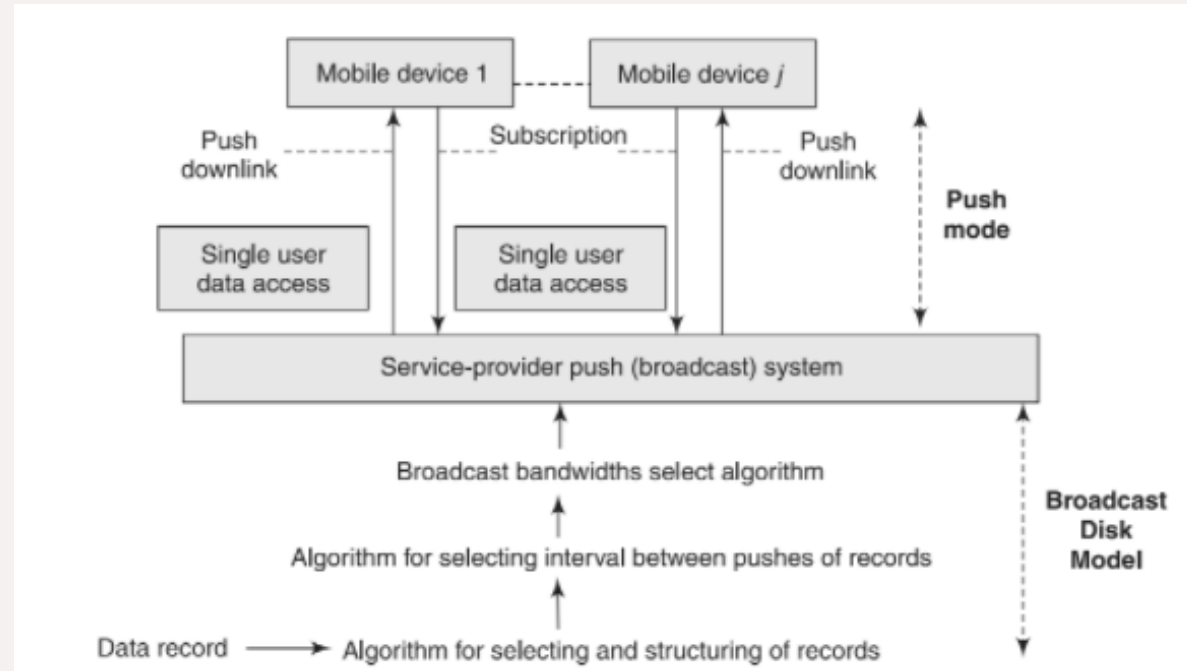 Mobile device 1
Mobile device j
Push
downlink
Subscription
Push
downlink
Push
mode
Single user
data access
Single user
data access
Service-provider push (broadcast) system
Broadcast bandwidths select algorithm
Broadcast
Disk
Model
Algorithm for selecting interval between pushes of records
Data record
Algorithm for selecting and structuring of records